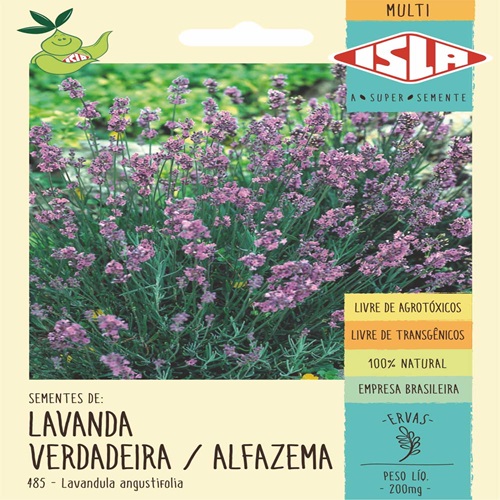 MULTI
ISLA
ISLA
A SUPER SEMENTE
LIVRE DE AGROTÓXICOS
LIVRE DE TRANSGÊNICOS
100% NATURAL
EMPRESA BRASILEIRA
-ERVAS-
PESO LÍQ.
- 200mg -
SEMENTES DE:
LAVANDA
VERDADEIRA / ALFAZEMA
485 - Lavandula angustifolia